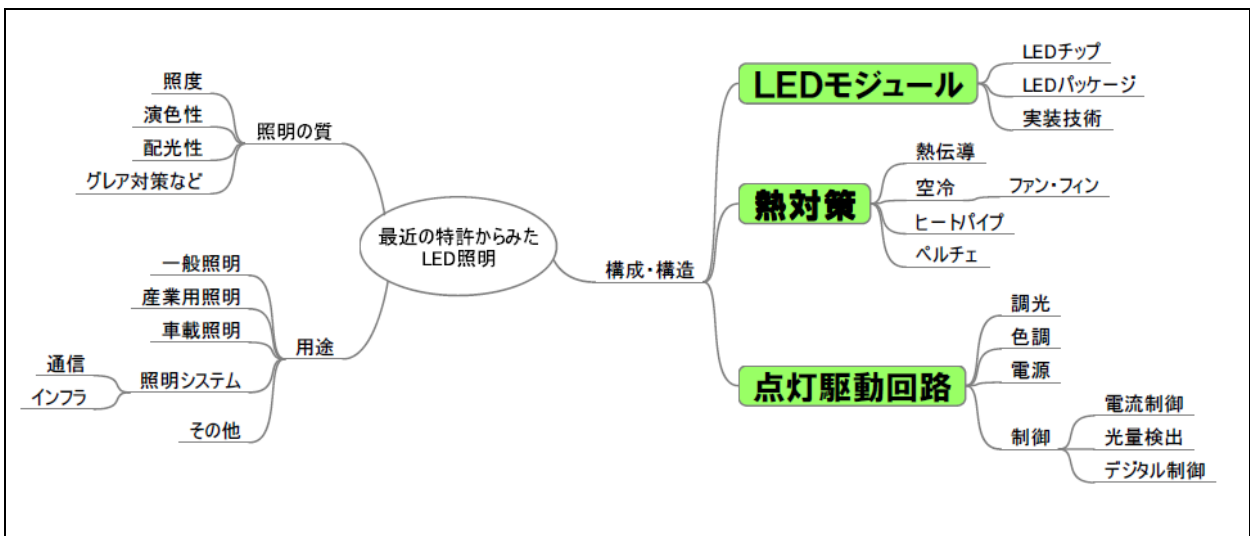 最近の特許からみた
LED照明
照明の質
照度
演色性
配光性
グレア対策など
用途
一般照明
産業用照明
車載照明
照明システム
通信
インフラ
その他
構成・構造
LEDモジュール
LEDチップ
LEDパッケージ
実装技術
熱対策
熱伝導
空冷
ファン・フィン
ヒートパイプ
ペルチェ
点灯駆動回路
調光
色調
電源
制御
電流制御
光量検出
デジタル制御